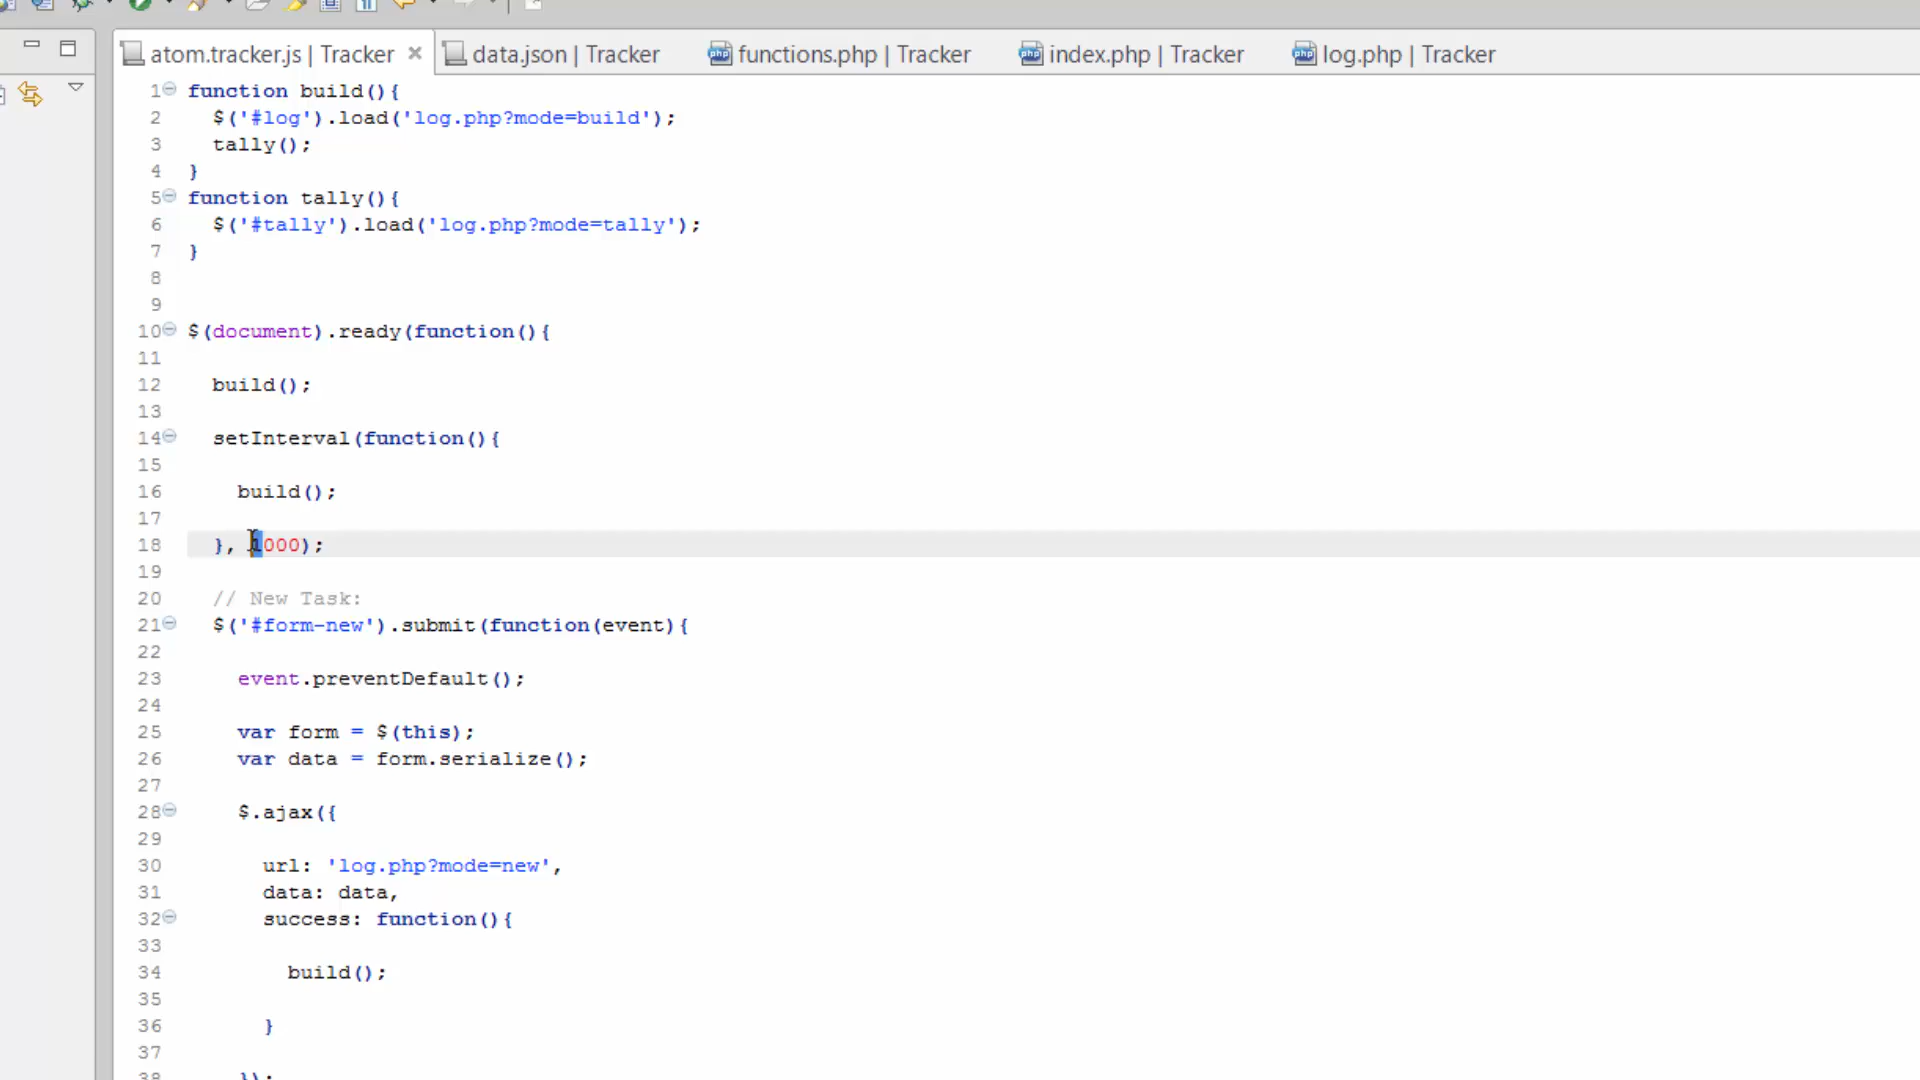 atom.tracker.js | Tracker
data.json | Tracker
functions.php | Tracker
index.php | Tracker
log.php | Tracker
1 function build(){
2 $('#log').load('log.php?mode=build');
3 tally();
4 }
5 function tally(){
6 $('#tally').load('log.php?mode=tally');
7 }
8
9
10 $(document).ready(function(){
11
12 build();
13
14 setInterval(function(){
15
16 build();
17
18 }, 1000);
19
20 // New Task:
21 $('#form-new').submit(function(event){
22
23 event.preventDefault();
24
25 var form = $(this);
26 var data = form.serialize();
27
28 $.ajax({
29
30 url: 'log.php?mode=new',
31 data: data,
32 success: function(){
33
34 build();
35
36 }
37
38 });